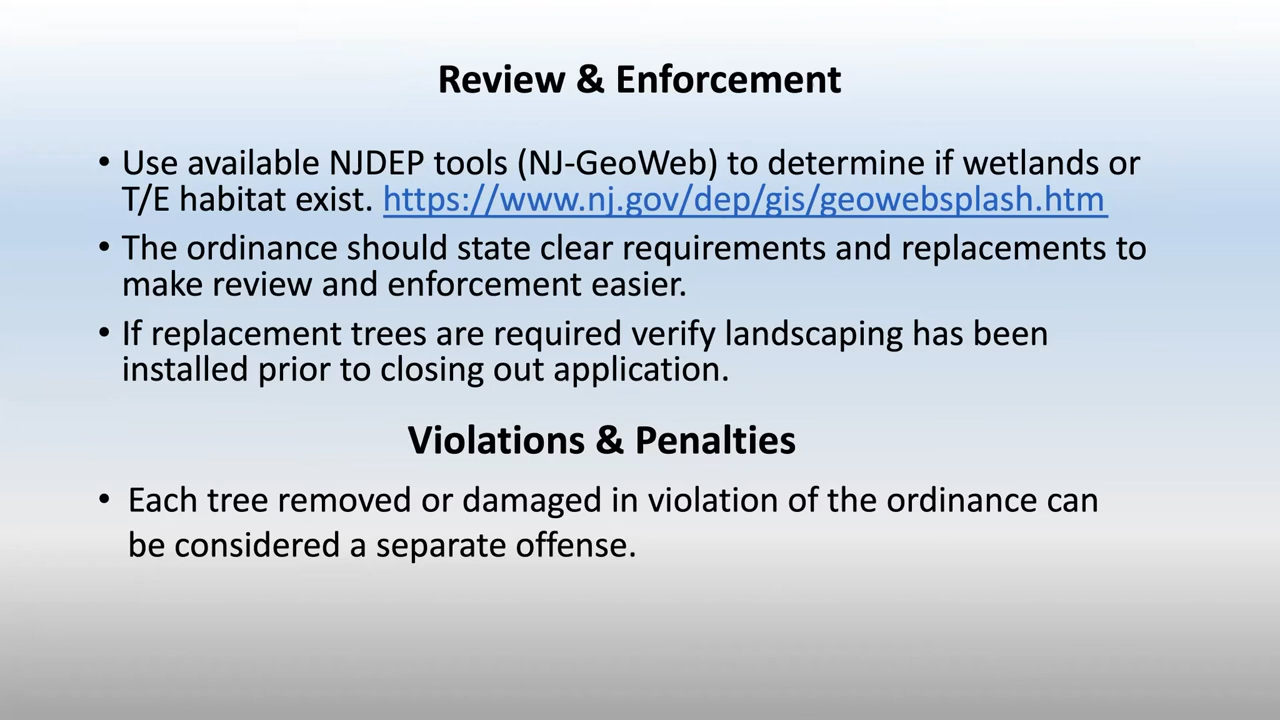 Review & Enforcement
• Use available NJDEP tools (NJ-GeoWeb) to determine if wetlands or
T/E habitat exist. https://www.nj.gov/dep/gis/geowebsplash.htm
• The ordinance should state clear requirements and replacements to
make review and enforcement easier.
• If replacement trees are required verify landscaping has been
installed prior to closing out application.
Violations & Penalties
• Each tree removed or damaged in violation of the ordinance can
be considered a separate offense.